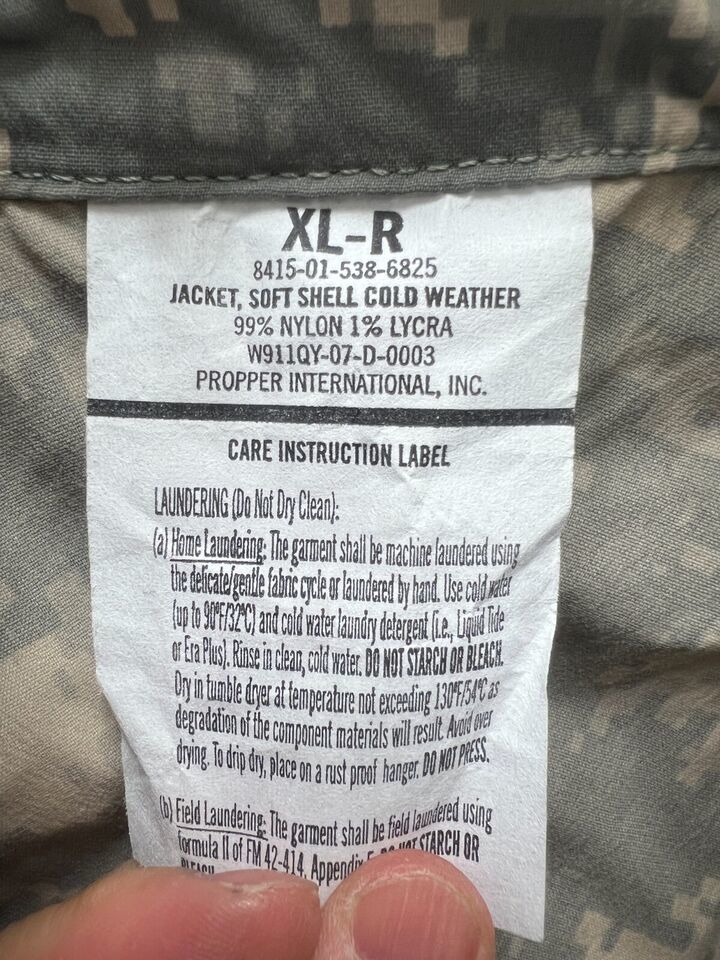 XL-R
8415-01-538-6825
JACKET, SOFT SHELL COLD WEATHER
99% NYLON 1% LYCRA
W911QY-07-D-0003
PROPPER INTERNATIONAL, INC.
CARE INSTRUCTION LABEL
LAUNDERING (Do Not Dry Clean):
(a) Home Laundering: The garment shall be machine laundered using
the delicate/gentle fabric cycle or laundered by hand. Use cold water
(up to 90°F/32°C) and cold water laundry detergent (i.e., Liquid Tide
or Era Plus). Rinse in clean, cold water. DO NOT STARCH OR BLEACH.
Dry in tumble dryer at temperature not exceeding 130°F/54°C as
degradation of the component materials will result. Avoid over
drying. To drip dry, place on a rust proof hanger. DO NOT PRESS.
(b) Field Laundering: The garment shall be field laundered using
formula II of FM 42-414, Appendix NOT STARCH OR
BLEACH